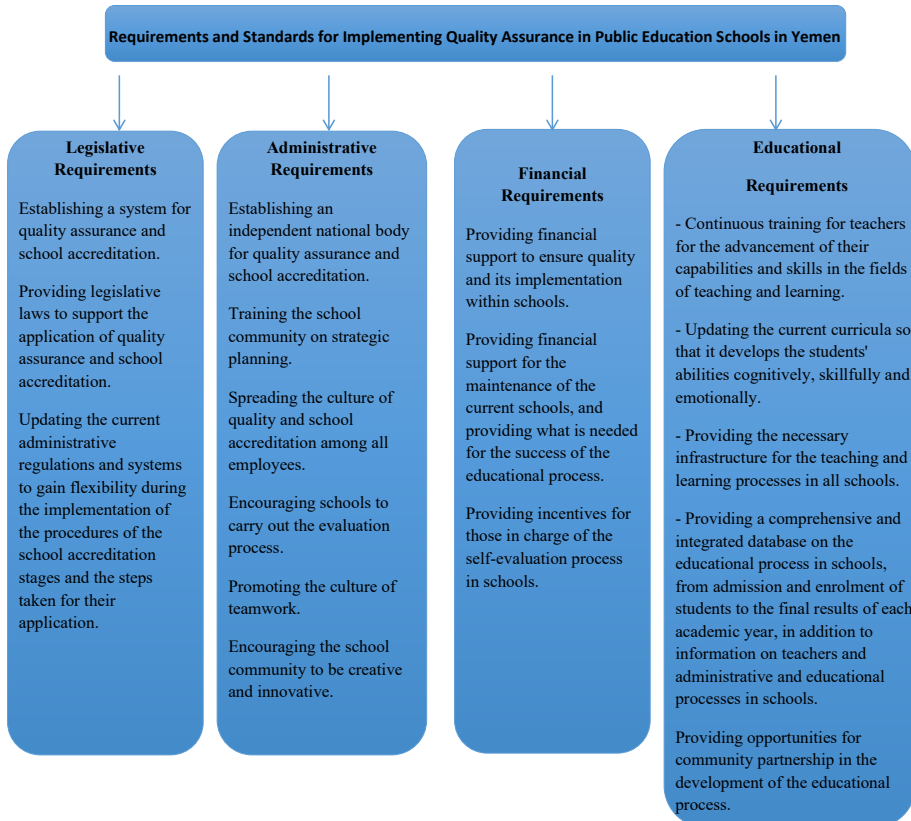 Requirements and Standards for Implementing Quality Assurance in Public Education Schools in Yemen
Legislative
Requirements
Establishing a system for
quality assurance and
school accreditation.
Providing legislative
laws to support the
application of quality
assurance and school
accreditation.
Updating the current
administrative
regulations and systems
to gain flexibility during
the implementation of
the procedures of the
school accreditation
stages and the steps
taken for their
application.
Administrative
Requirements
Establishing an
independent national body
for quality assurance and
school accreditation.
Training the school
community on strategic
planning.
Spreading the culture of
quality and school
accreditation among all
employees.
Encouraging schools to
carry out the evaluation
process.
Promoting the culture of
teamwork.
Encouraging the school
community to be creative
and innovative.
Financial
Requirements
Providing financial
support to ensure quality
and its implementation
within schools.
Providing financial
support for the
maintenance of the
current schools, and
providing what is needed
for the success of the
educational process.
Providing incentives for
those in charge of the
self-evaluation process
in schools.
Educational
Requirements
- Continuous training for teachers
for the advancement of their
capabilities and skills in the fields
of teaching and learning.
- Updating the current curricula so
that it develops the students'
abilities cognitively, skillfully and
emotionally.
- Providing the necessary
infrastructure for the teaching and
learning processes in all schools.
- Providing a comprehensive and
integrated database on the
educational process in schools,
from admission and enrolment of
students to the final results of each
academic year, in addition to
information on teachers and
administrative and educational
processes in schools.
Providing opportunities for
community partnership in the
development of the educational
process.